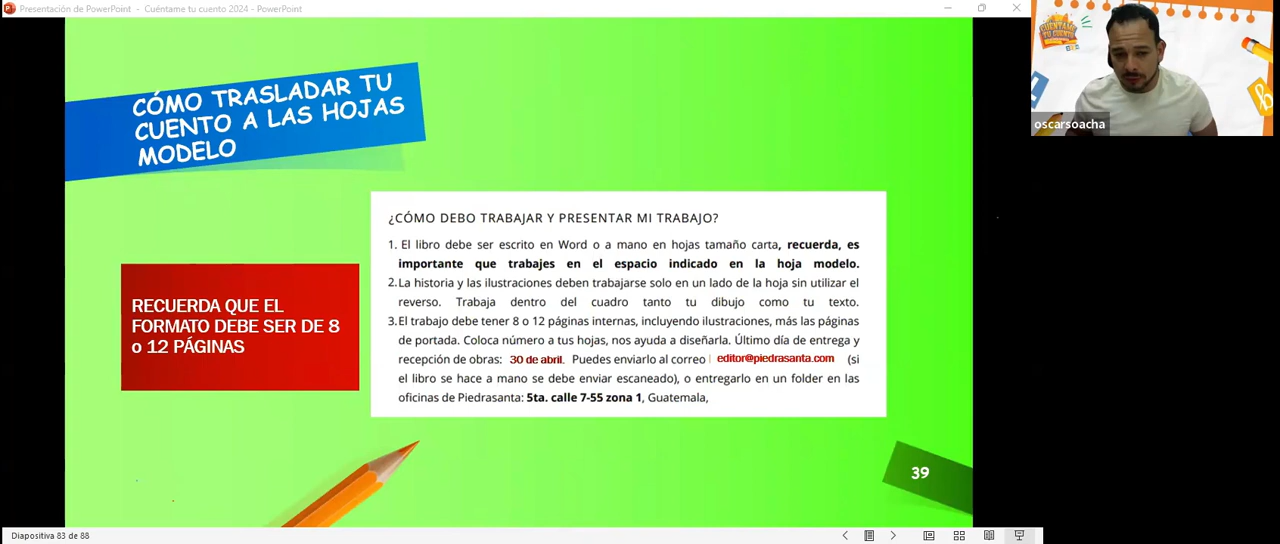 Presentación de PowerPoint - Cuéntame tu cuento 2024 - PowerPoint
CUÉNTAME
TU CUENTO
oscarsoacha
CÓMO TRASLADAR TU
CUENTO A LAS HOJAS
MODELO
RECUERDA QUE EL
FORMATO DEBE SER DE 8
o 12 PÁGINAS
¿CÓMO DEBO TRABAJAR Y PRESENTAR MI TRABAJO?
1. El libro debe ser escrito en Word o a mano en hojas tamaño carta, recuerda, es
importante que trabajes en el espacio indicado en la hoja modelo.
2.La historia y las ilustraciones deben trabajarse solo en un lado de la hoja sin utilizar el
reverso. Trabaja dentro del cuadro tanto tu dibujo como tu texto.
3.El trabajo debe tener 8 o 12 páginas internas, incluyendo ilustraciones, más las páginas
de portada. Coloca número a tus hojas, nos ayuda a diseñarla. Último día de entrega y
recepción de obras: 30 de abril. Puedes enviarlo al correo editor@piedrasanta.com (si
el libro se hace a mano se debe enviar escaneado), o entregarlo en un folder en las
oficinas de Piedrasanta: 5ta. calle 7-55 zona 1, Guatemala,
39
Diapositiva 83 de 88